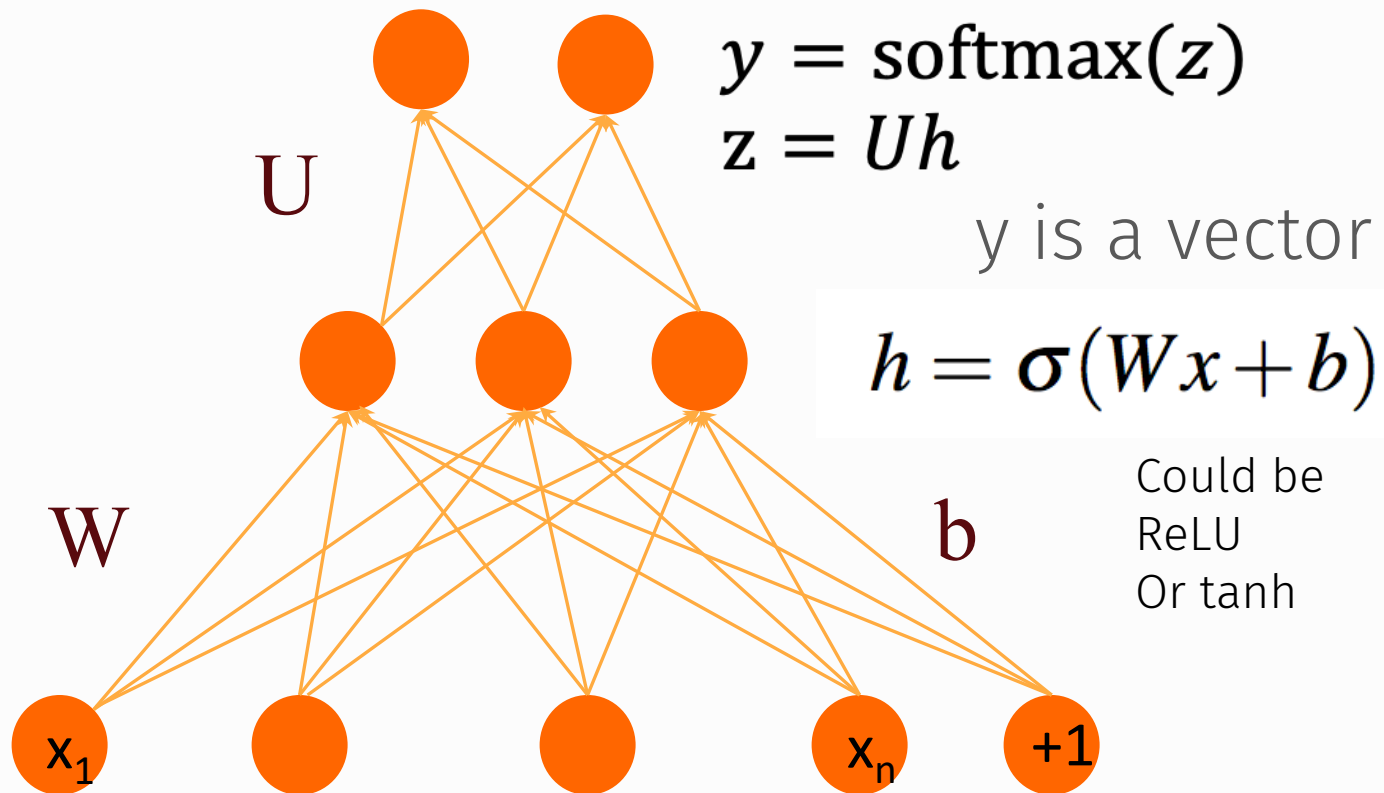 y = softmax(z)
z = Uh
U
y is a vector
h = σ(Wx + b)
Could be
ReLU
Or tanh
W
b
x₁
xₙ
+1